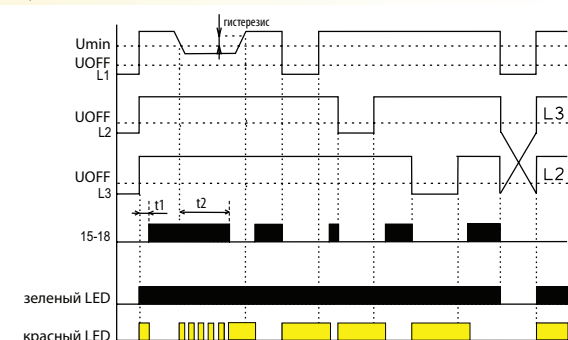 гистерезис
Umin
UOFF
L1
UOFF
L3
L2
UOFF
L2
L3
t1
t2
15-18
зеленый LED
красный LED